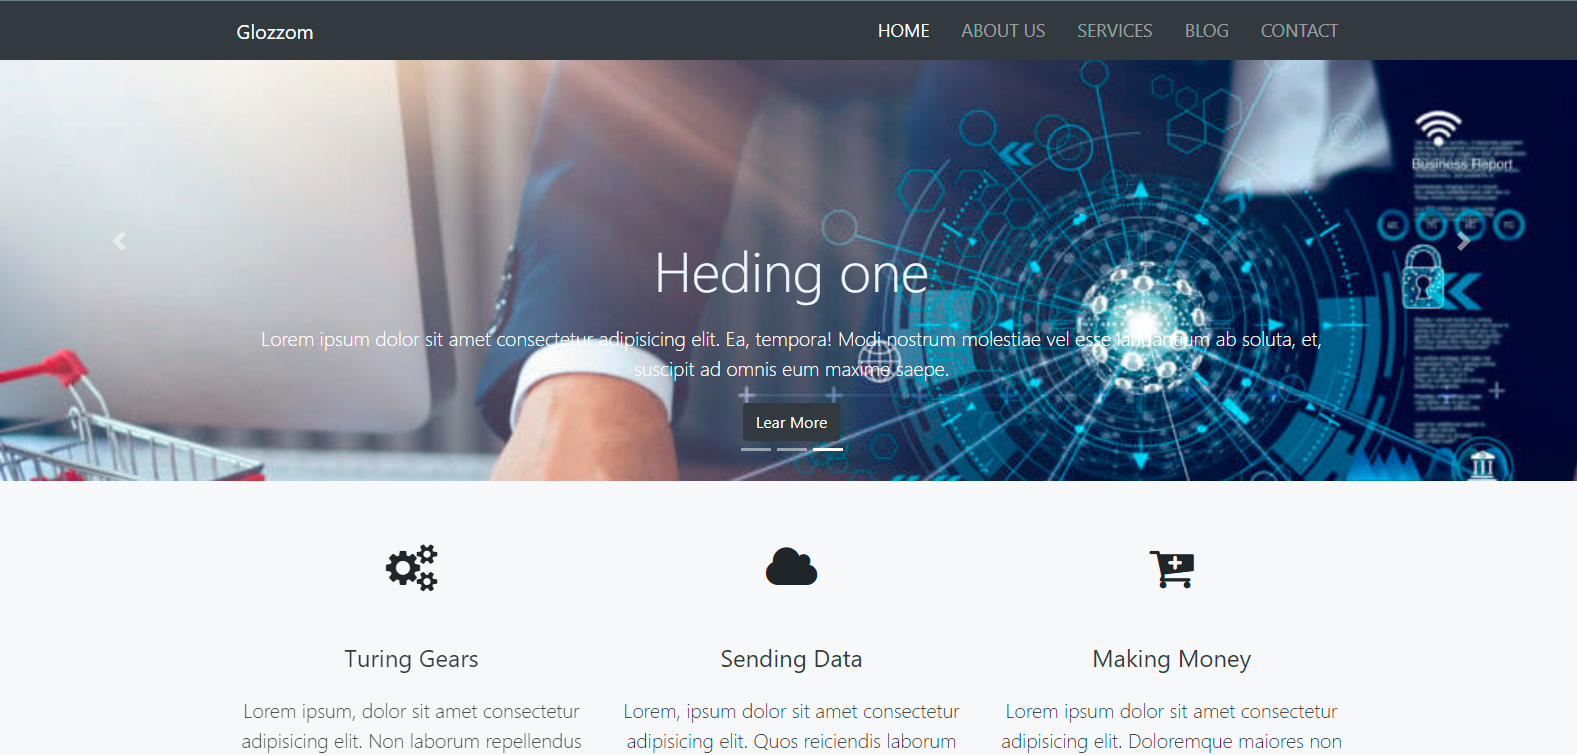 Glozzom
HOME ABOUT US SERVICES BLOG CONTACT
Business Report
Heding one
Lorem ipsum dolor sit amet consectetur adipisicing elit. Ea, tempora! Modi nostrum molestiae vel esse laudantium ab soluta, et,
suscipit ad omnis eum maxime saepe.
Lear More
Turing Gears
Sending Data
Making Money
Lorem ipsum, dolor sit amet consectetur
adipisicing elit. Non laborum repellendus
Lorem, ipsum dolor sit amet consectetur
adipisicing elit. Quos reiciendis laborum
Lorem ipsum dolor sit amet consectetur
adipisicing elit. Doloremque maiores non